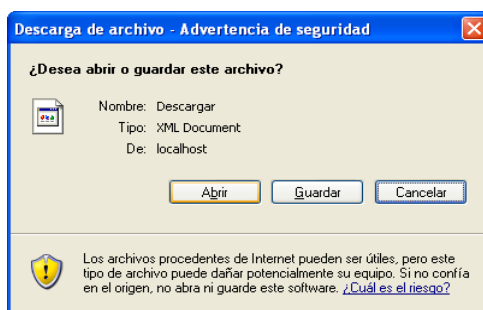 Descarga de archivo - Advertencia de seguridad
¿Desea abrir o guardar este archivo?
Nombre: Descargar
Tipo: XML Document
De: localhost
Abrir Guardar Cancelar
Los archivos procedentes de Internet pueden ser útiles, pero este
tipo de archivo puede dañar potencialmente su equipo. Si no confía
en el origen, no abra ni guarde este software. ¿Cuál es el riesgo?